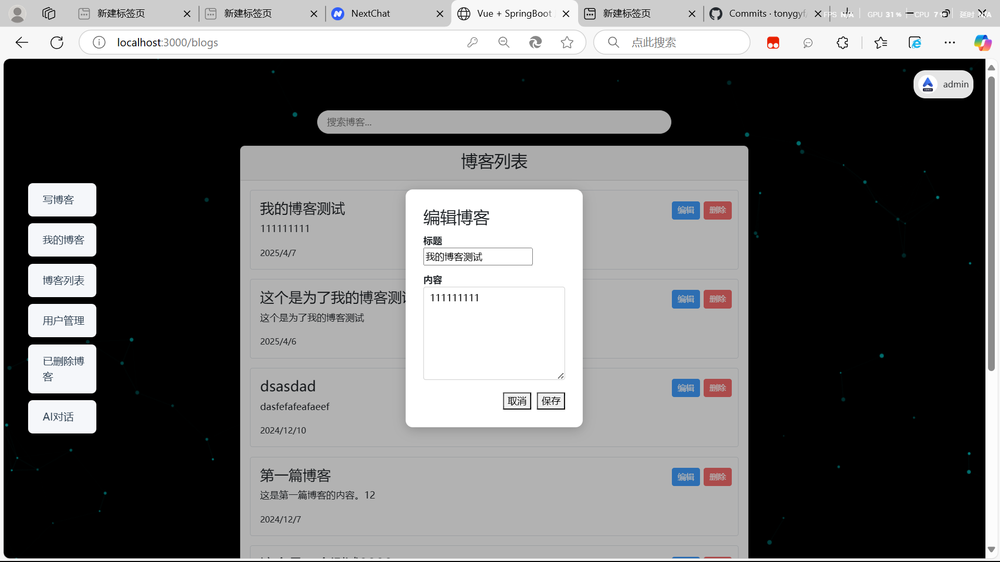 新建标签页
新建标签页
NextChat
Vue + SpringBoot
新建标签页
Commits · tonygyf
FPS N/A
GPU 31 %
CPU 7 %
延时 N/A
localhost:3000/blogs
点此搜索
admin
搜索博客...
博客列表
写博客
我的博客
博客列表
用户管理
已删除博
客
AI对话
我的博客测试
编辑
删除
111111111
2025/4/7
这个是为了我的博客测
编辑
删除
这个是为了我的博客测试
2025/4/6
dsasdad
编辑
删除
dasfefafeafaeef
2024/12/10
第一篇博客
编辑
删除
这是第一篇博客的内容。12
2024/12/7
编辑博客
标题
我的博客测试
内容
111111111
取消
保存